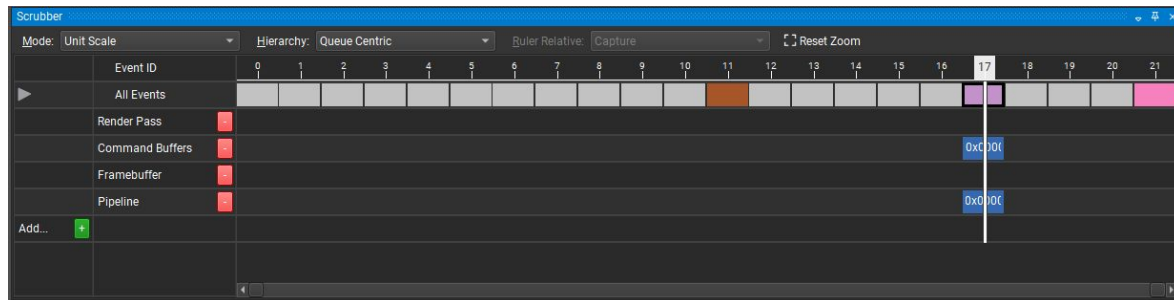 Scrubber
Mode: Unit Scale Hierarchy: Queue Centric Ruler Relative: Capture Reset Zoom
Event ID 0 1 2 3 4 5 6 7 8 9 10 11 12 13 14 15 16 17 18 19 20 21
All Events
Render Pass -
Command Buffers - 0x000(
Framebuffer -
Pipeline - 0x000(
Add... +